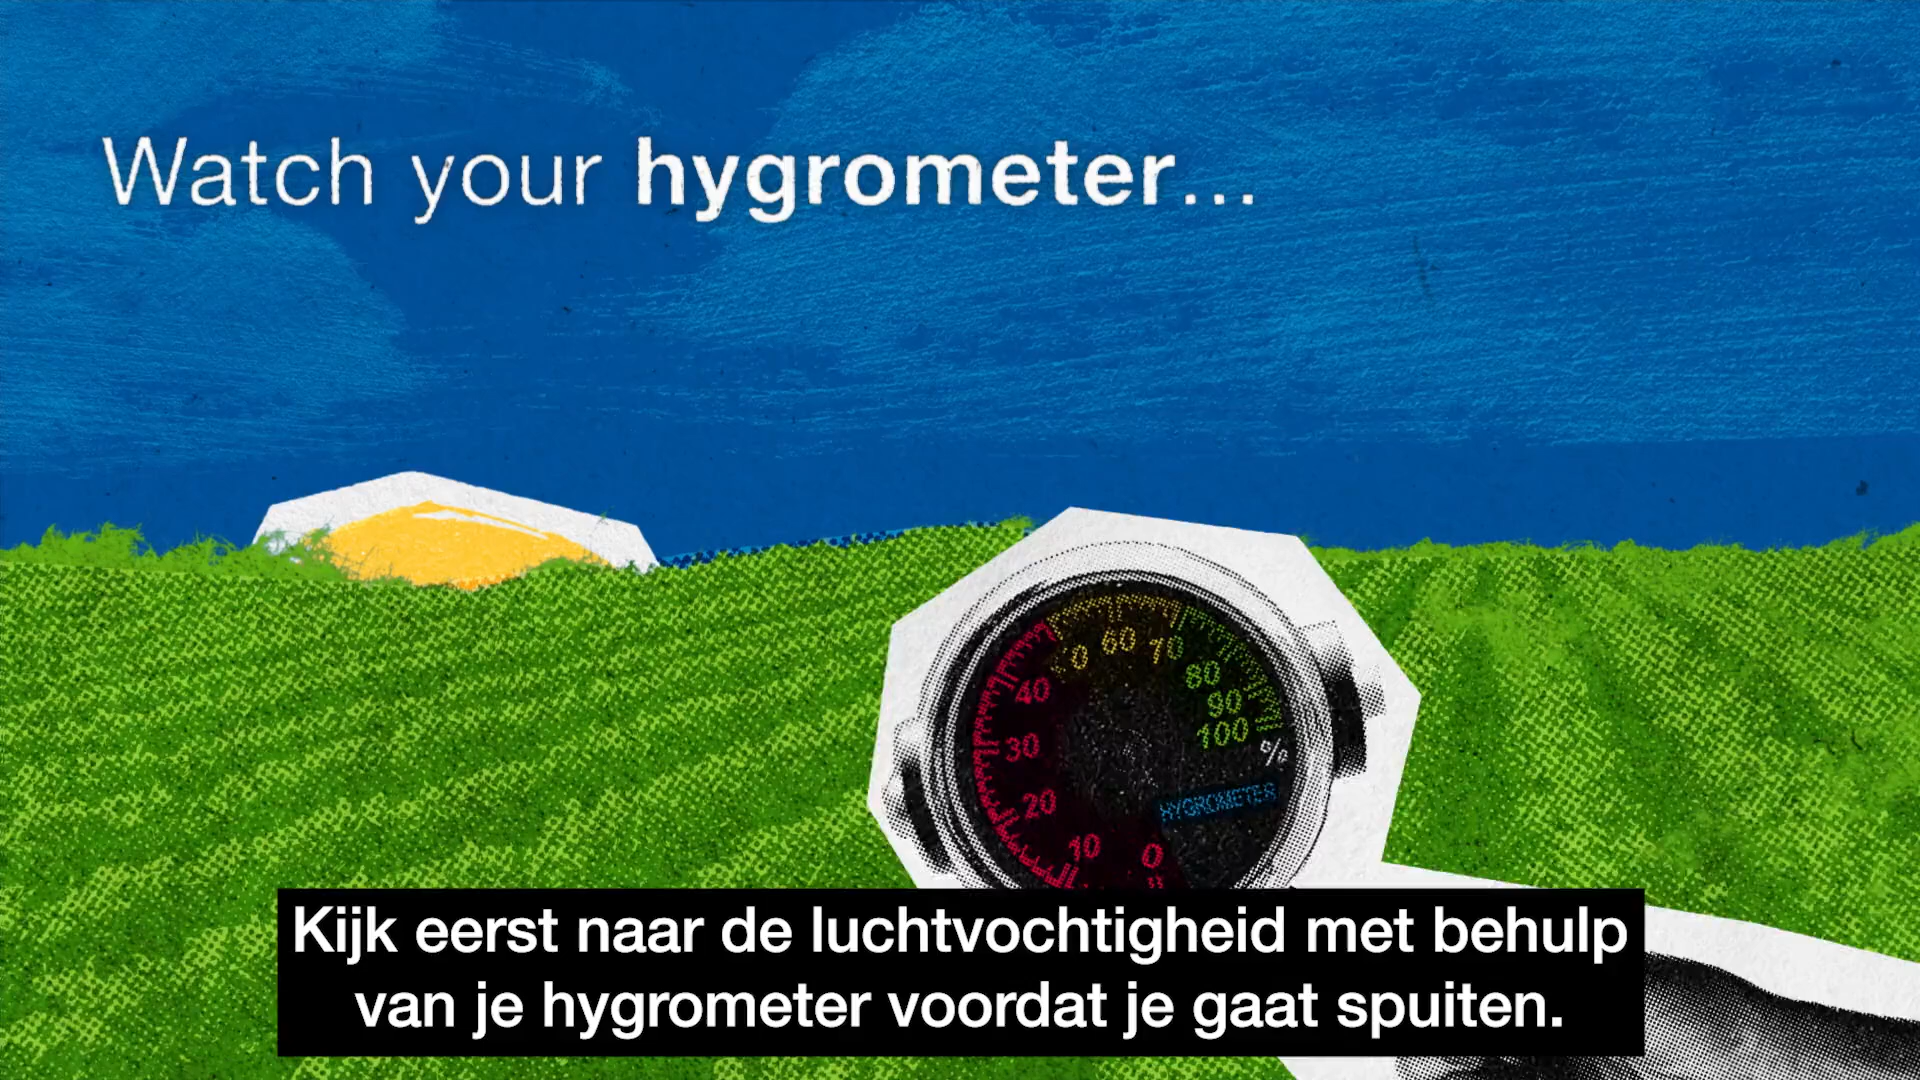 Watch your hygrometer...
60
70
40
80
90
30
100
%
20
HYGROMETER
10
0
Kijk eerst naar de luchtvochtigheid met behulp
van je hygrometer voordat je gaat spuiten.